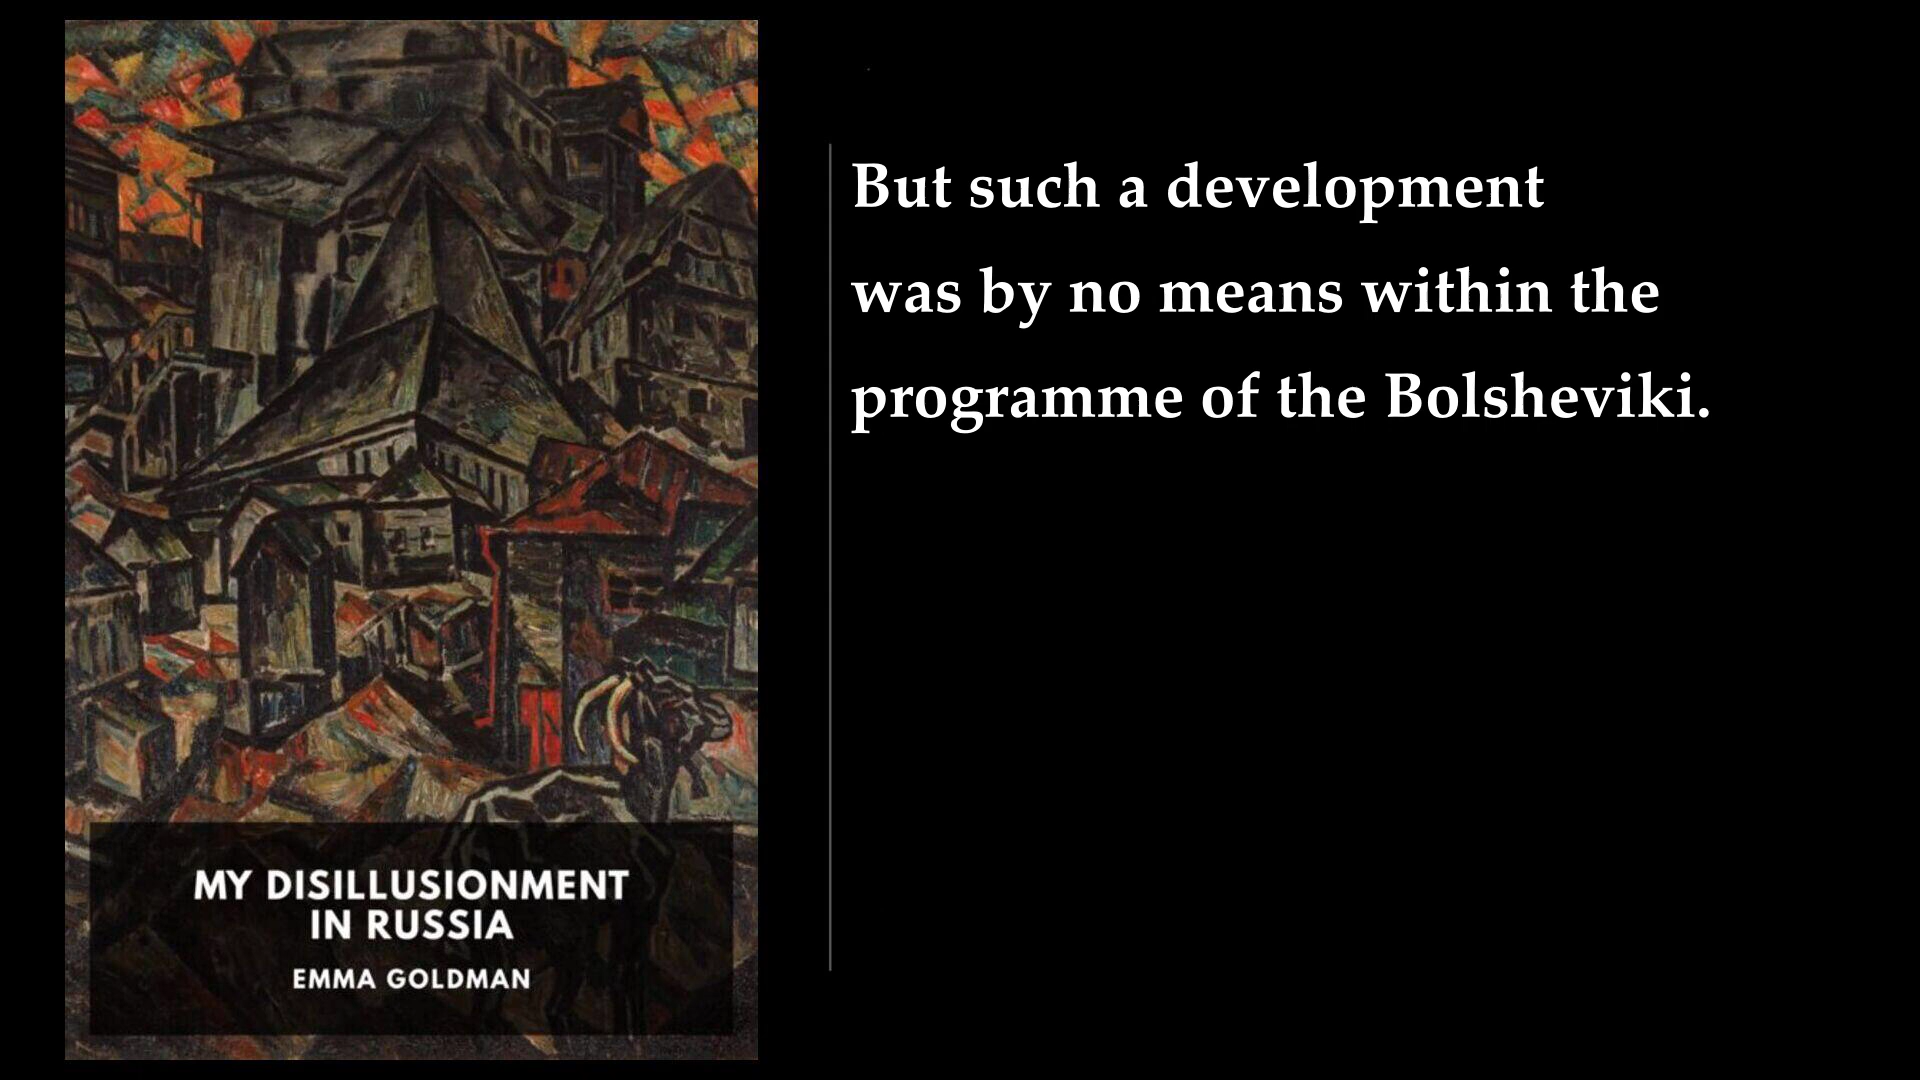 But such a development
was by no means within the
programme of the Bolsheviki.
MY DISILLUSIONMENT
IN RUSSIA
EMMA GOLDMAN